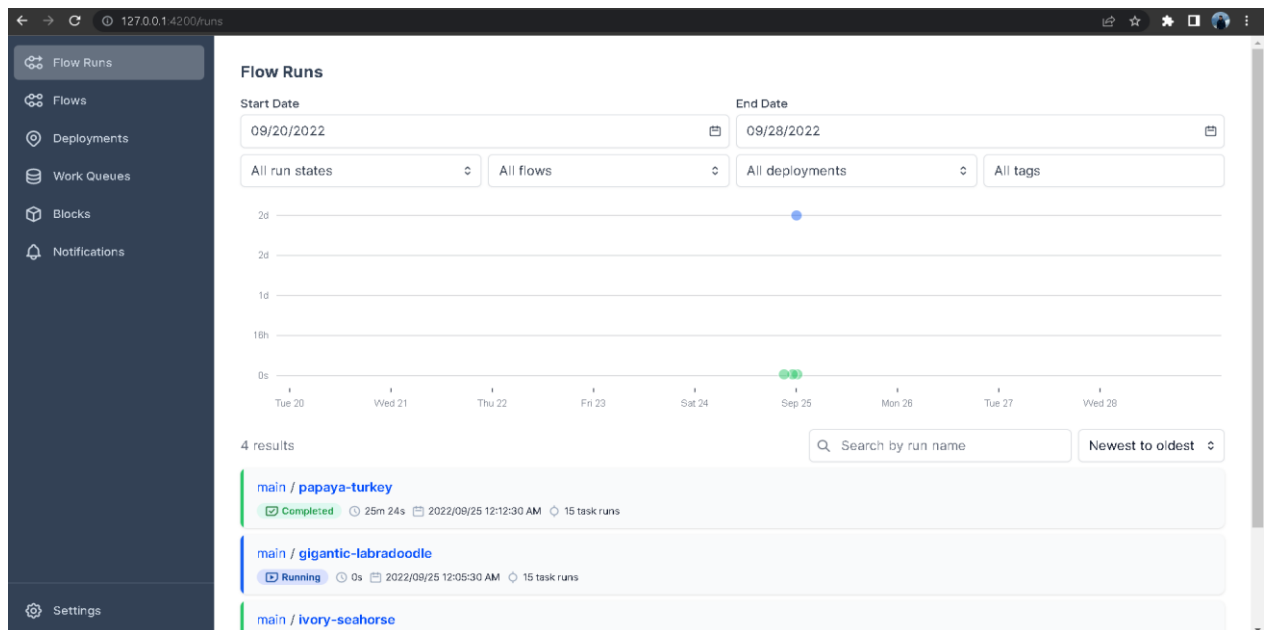 127.0.0.1:4200/runs
Flow Runs
Flows
Deployments
Work Queues
Blocks
Notifications
Settings
Flow Runs
Start Date
End Date
09/20/2022
09/28/2022
All run states
All flows
All deployments
All tags
2d
2d
1d
16h
0s
Tue 20
Wed 21
Thu 22
Fri 23
Sat 24
Sep 25
Mon 26
Tue 27
Wed 28
4 results
Search by run name
Newest to oldest
main / papaya-turkey
Completed 25m 24s 2022/09/25 12:12:30 AM 15 task runs
main / gigantic-labradoodle
Running 0s 2022/09/25 12:05:30 AM 15 task runs
main / ivory-seahorse